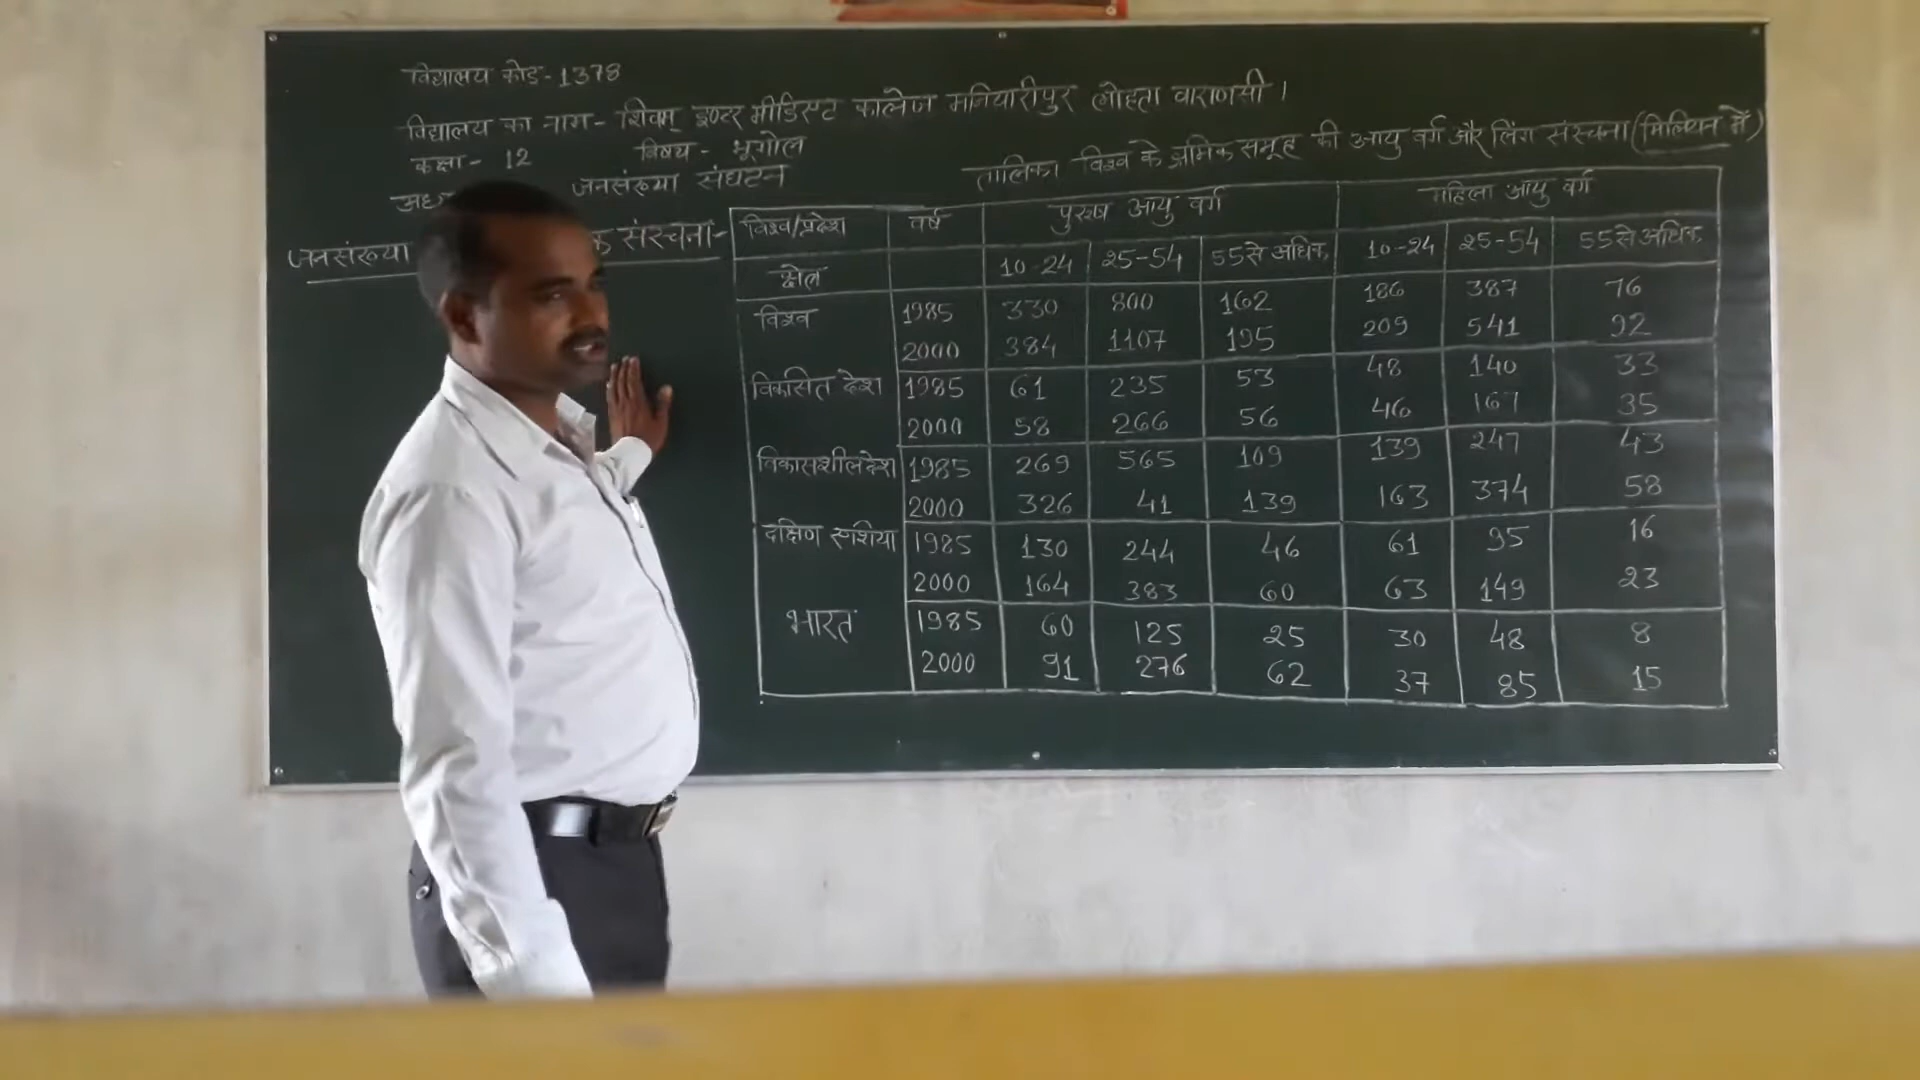 विद्यालय कोड-1378
विद्यालय का नाम- शिवम् इण्टर मीडिएट कालेज मनियारीपुर लोहता वाराणसी।
कक्षा- 12 विषय - भूगोल
जनसंख्या संघटन
तालिका विश्व के श्रमिक समूह की आयु वर्ग और लिंग संरचना (मिलियन में)
जनसंख्या संरचना-
विश्व/प्रदेश वर्ष पुरुष आयु वर्ग महिला आयु वर्ग
क्षेत्र 10-24 25-54 55 से अधिक 10-24 25-54 55 से अधिक
विश्व 1985 330 800 162 186 387 76
2000 384 1107 195 209 541 92
विकसित देश 1985 61 235 53 48 140 33
2000 58 266 56 46 167 35
विकासशील देश 1985 269 565 109 139 247 43
2000 326 41 139 163 374 58
दक्षिण एशिया 1985 130 244 46 61 95 16
2000 164 383 60 63 149 23
भारत 1985 60 125 25 30 48 8
2000 91 276 62 37 85 15